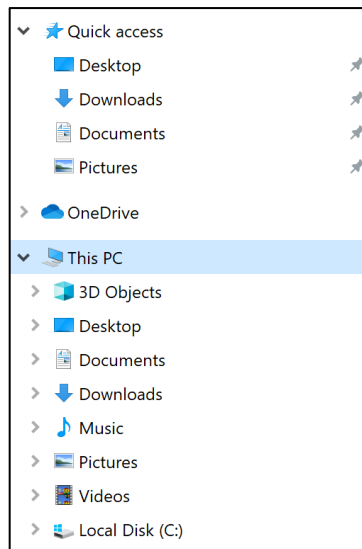 Quick access
Desktop
Downloads
Documents
Pictures
OneDrive
This PC
3D Objects
Desktop
Documents
Downloads
Music
Pictures
Videos
Local Disk (C:)